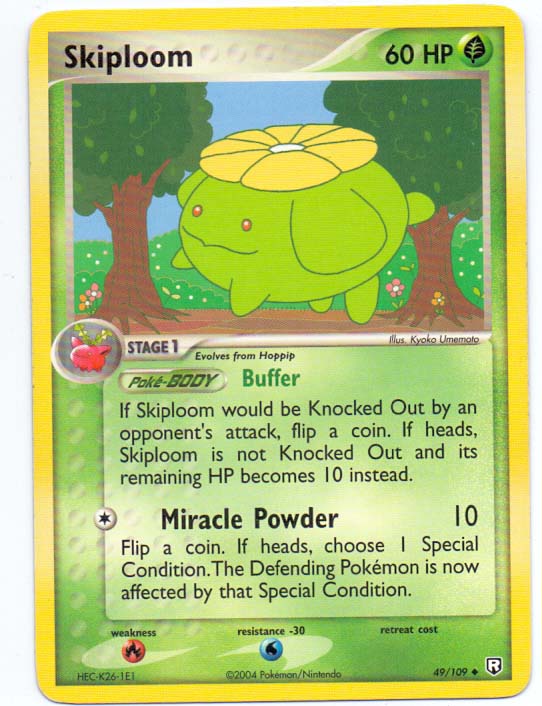 Skiploom 60 HP
Illus. Kyoko Umemoto
STAGE 1
Evolves from Hoppip
Poké-BODY Buffer
If Skiploom would be Knocked Out by an
opponent's attack, flip a coin. If heads,
Skiploom is not Knocked Out and its
remaining HP becomes 10 instead.
Miracle Powder 10
Flip a coin. If heads, choose 1 Special
Condition.The Defending Pokémon is now
affected by that Special Condition.
weakness resistance -30 retreat cost
HEC-K26-1E1 ©2004 Pokémon/Nintendo 49/109 ◆ R